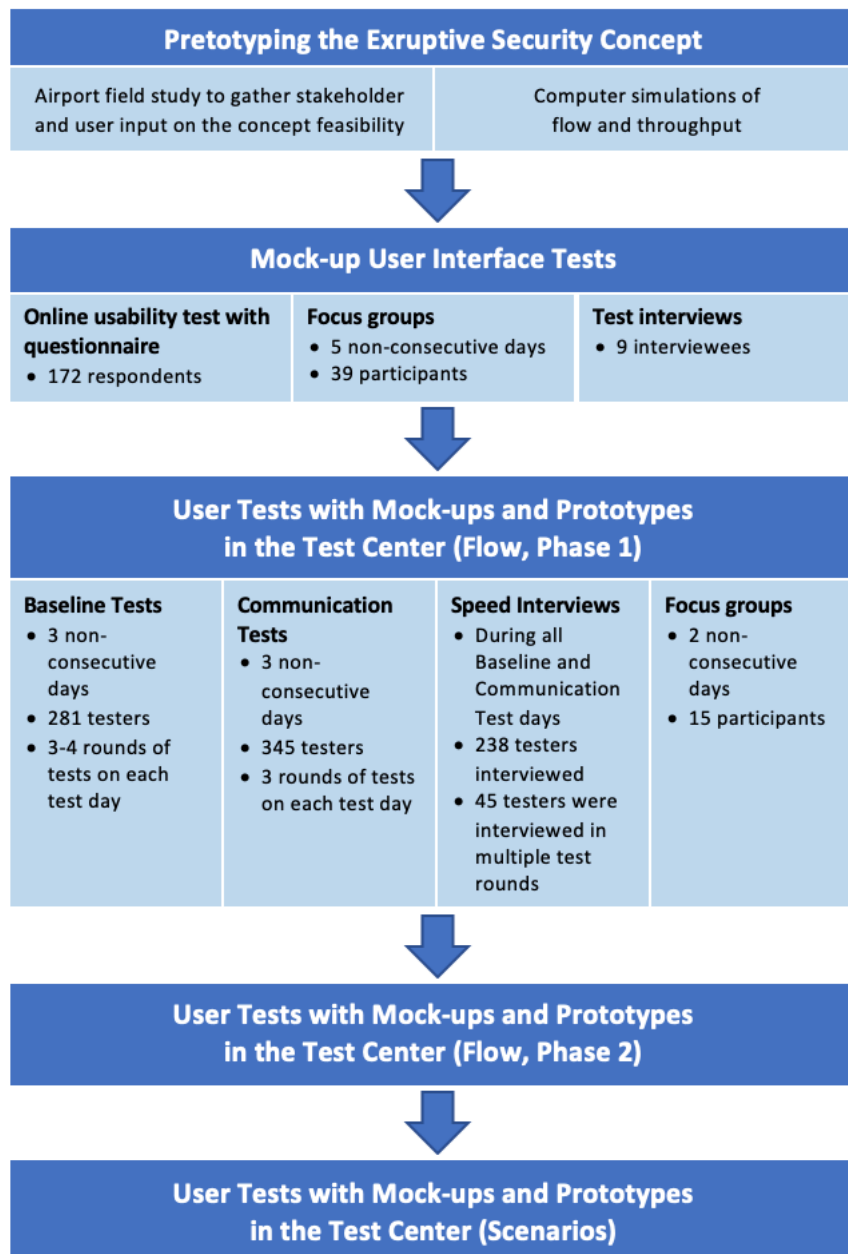 Pretotyping the Exruptive Security Concept
Airport field study to gather stakeholder
and user input on the concept feasibility
Computer simulations of
flow and throughput
Mock-up User Interface Tests
Online usability test with
questionnaire
• 172 respondents
Focus groups
• 5 non-consecutive days
• 39 participants
Test interviews
• 9 interviewees
User Tests with Mock-ups and Prototypes
in the Test Center (Flow, Phase 1)
Baseline Tests
• 3 non-
consecutive
days
• 281 testers
• 3-4 rounds of
tests on each
test day
Communication
Tests
• 3 non-
consecutive
days
• 345 testers
• 3 rounds of tests
on each test day
Speed Interviews
• During all
Baseline and
Communication
Test days
• 238 testers
interviewed
• 45 testers were
interviewed in
multiple test
rounds
Focus groups
• 2 non-
consecutive
days
• 15 participants
User Tests with Mock-ups and Prototypes
in the Test Center (Flow, Phase 2)
User Tests with Mock-ups and Prototypes
in the Test Center (Scenarios)